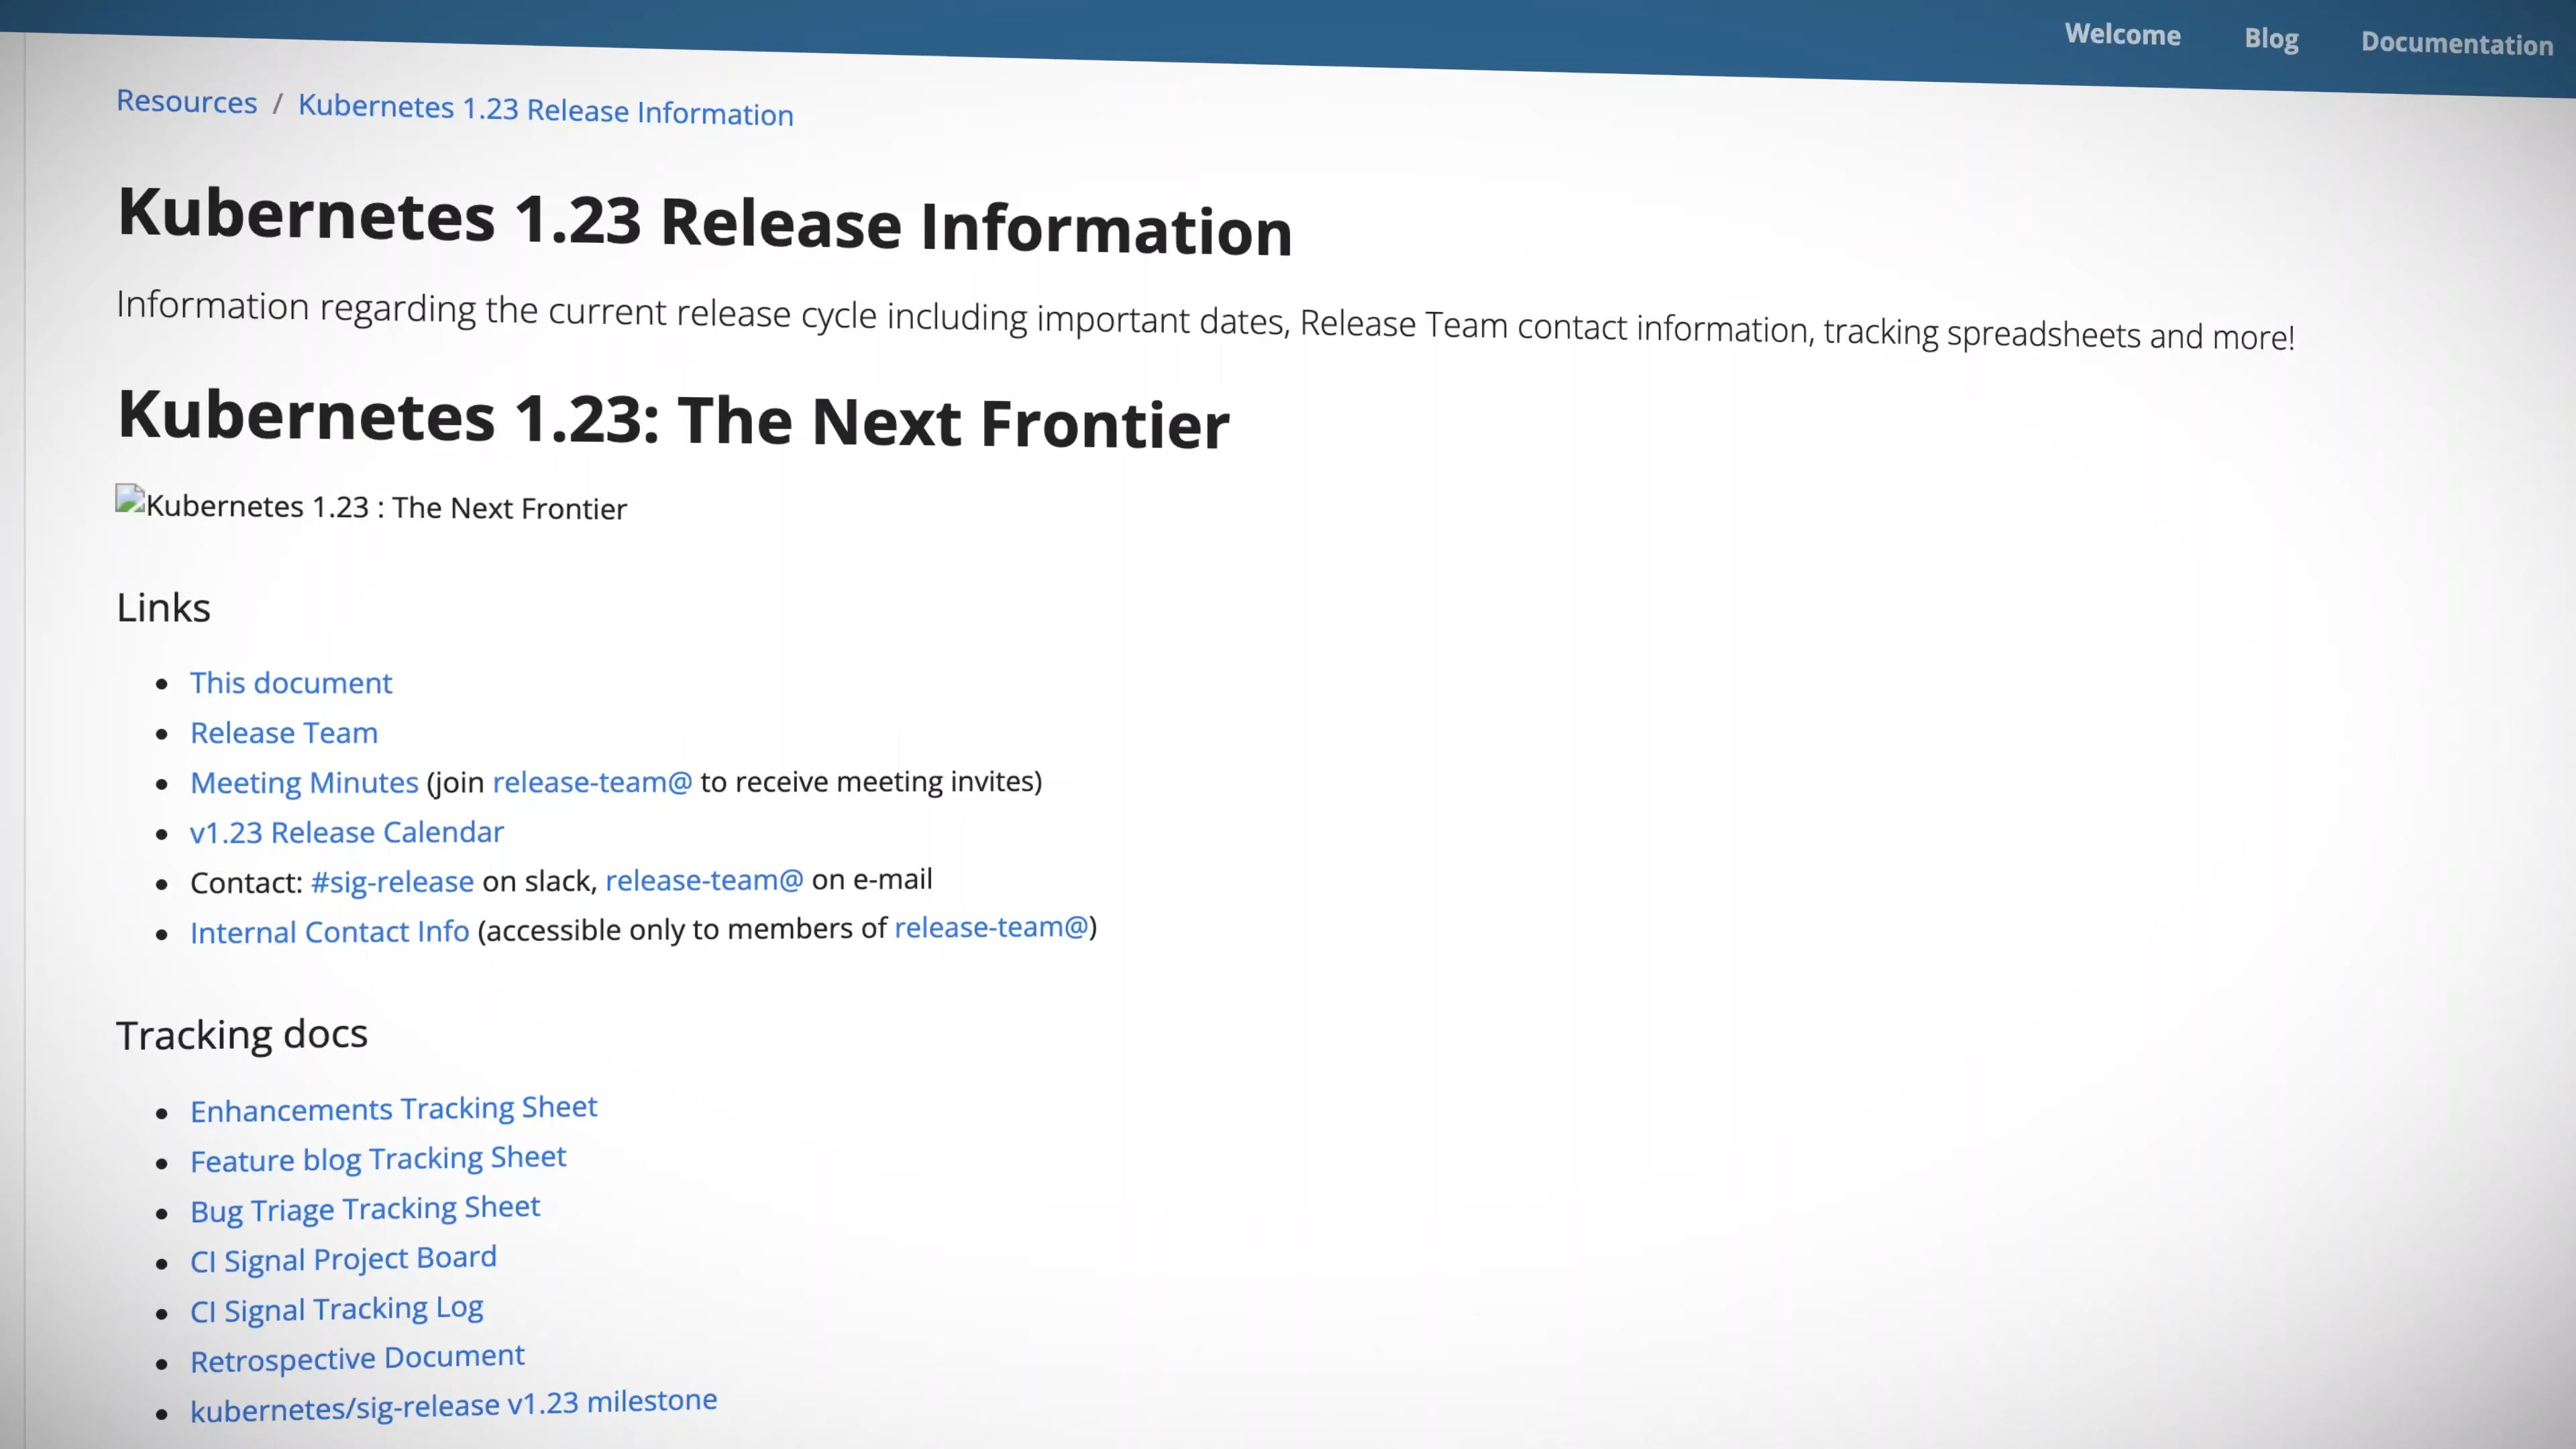 Welcome Blog Documentation
Resources / Kubernetes 1.23 Release Information
Kubernetes 1.23 Release Information
Information regarding the current release cycle including important dates, Release Team contact information, tracking spreadsheets and more!
Kubernetes 1.23: The Next Frontier
Kubernetes 1.23 : The Next Frontier
Links
• This document
• Release Team
• Meeting Minutes (join release-team@ to receive meeting invites)
• v1.23 Release Calendar
• Contact: #sig-release on slack, release-team@ on e-mail
• Internal Contact Info (accessible only to members of release-team@)
Tracking docs
• Enhancements Tracking Sheet
• Feature blog Tracking Sheet
• Bug Triage Tracking Sheet
• CI Signal Project Board
• CI Signal Tracking Log
• Retrospective Document
• kubernetes/sig-release v1.23 milestone